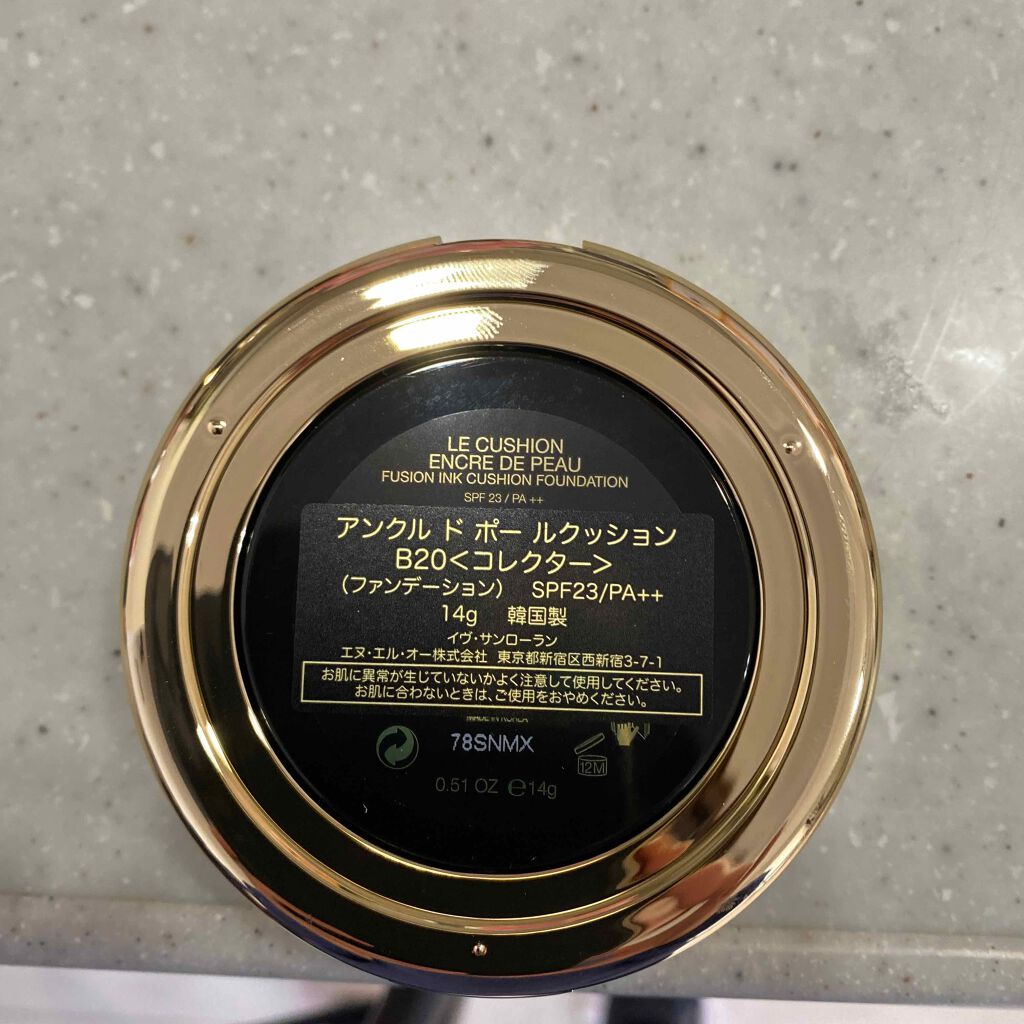 LE CUSHION
ENCRE DE PEAU
FUSION INK CUSHION FOUNDATION
SPF 23 / PA ++
アンクル ド ポー ルクッション
B20<コレクター>
(ファンデーション) SPF23/PA++
14g 韓国製
イヴ・サンローラン
エヌ・エル・オー株式会社 東京都新宿区西新宿3-7-1
お肌に異常が生じていないかよく注意して使用してください。
お肌に合わないときは、ご使用をおやめください。
MADE IN KOREA
78SNMX
12M
0.51 OZ ℮14g